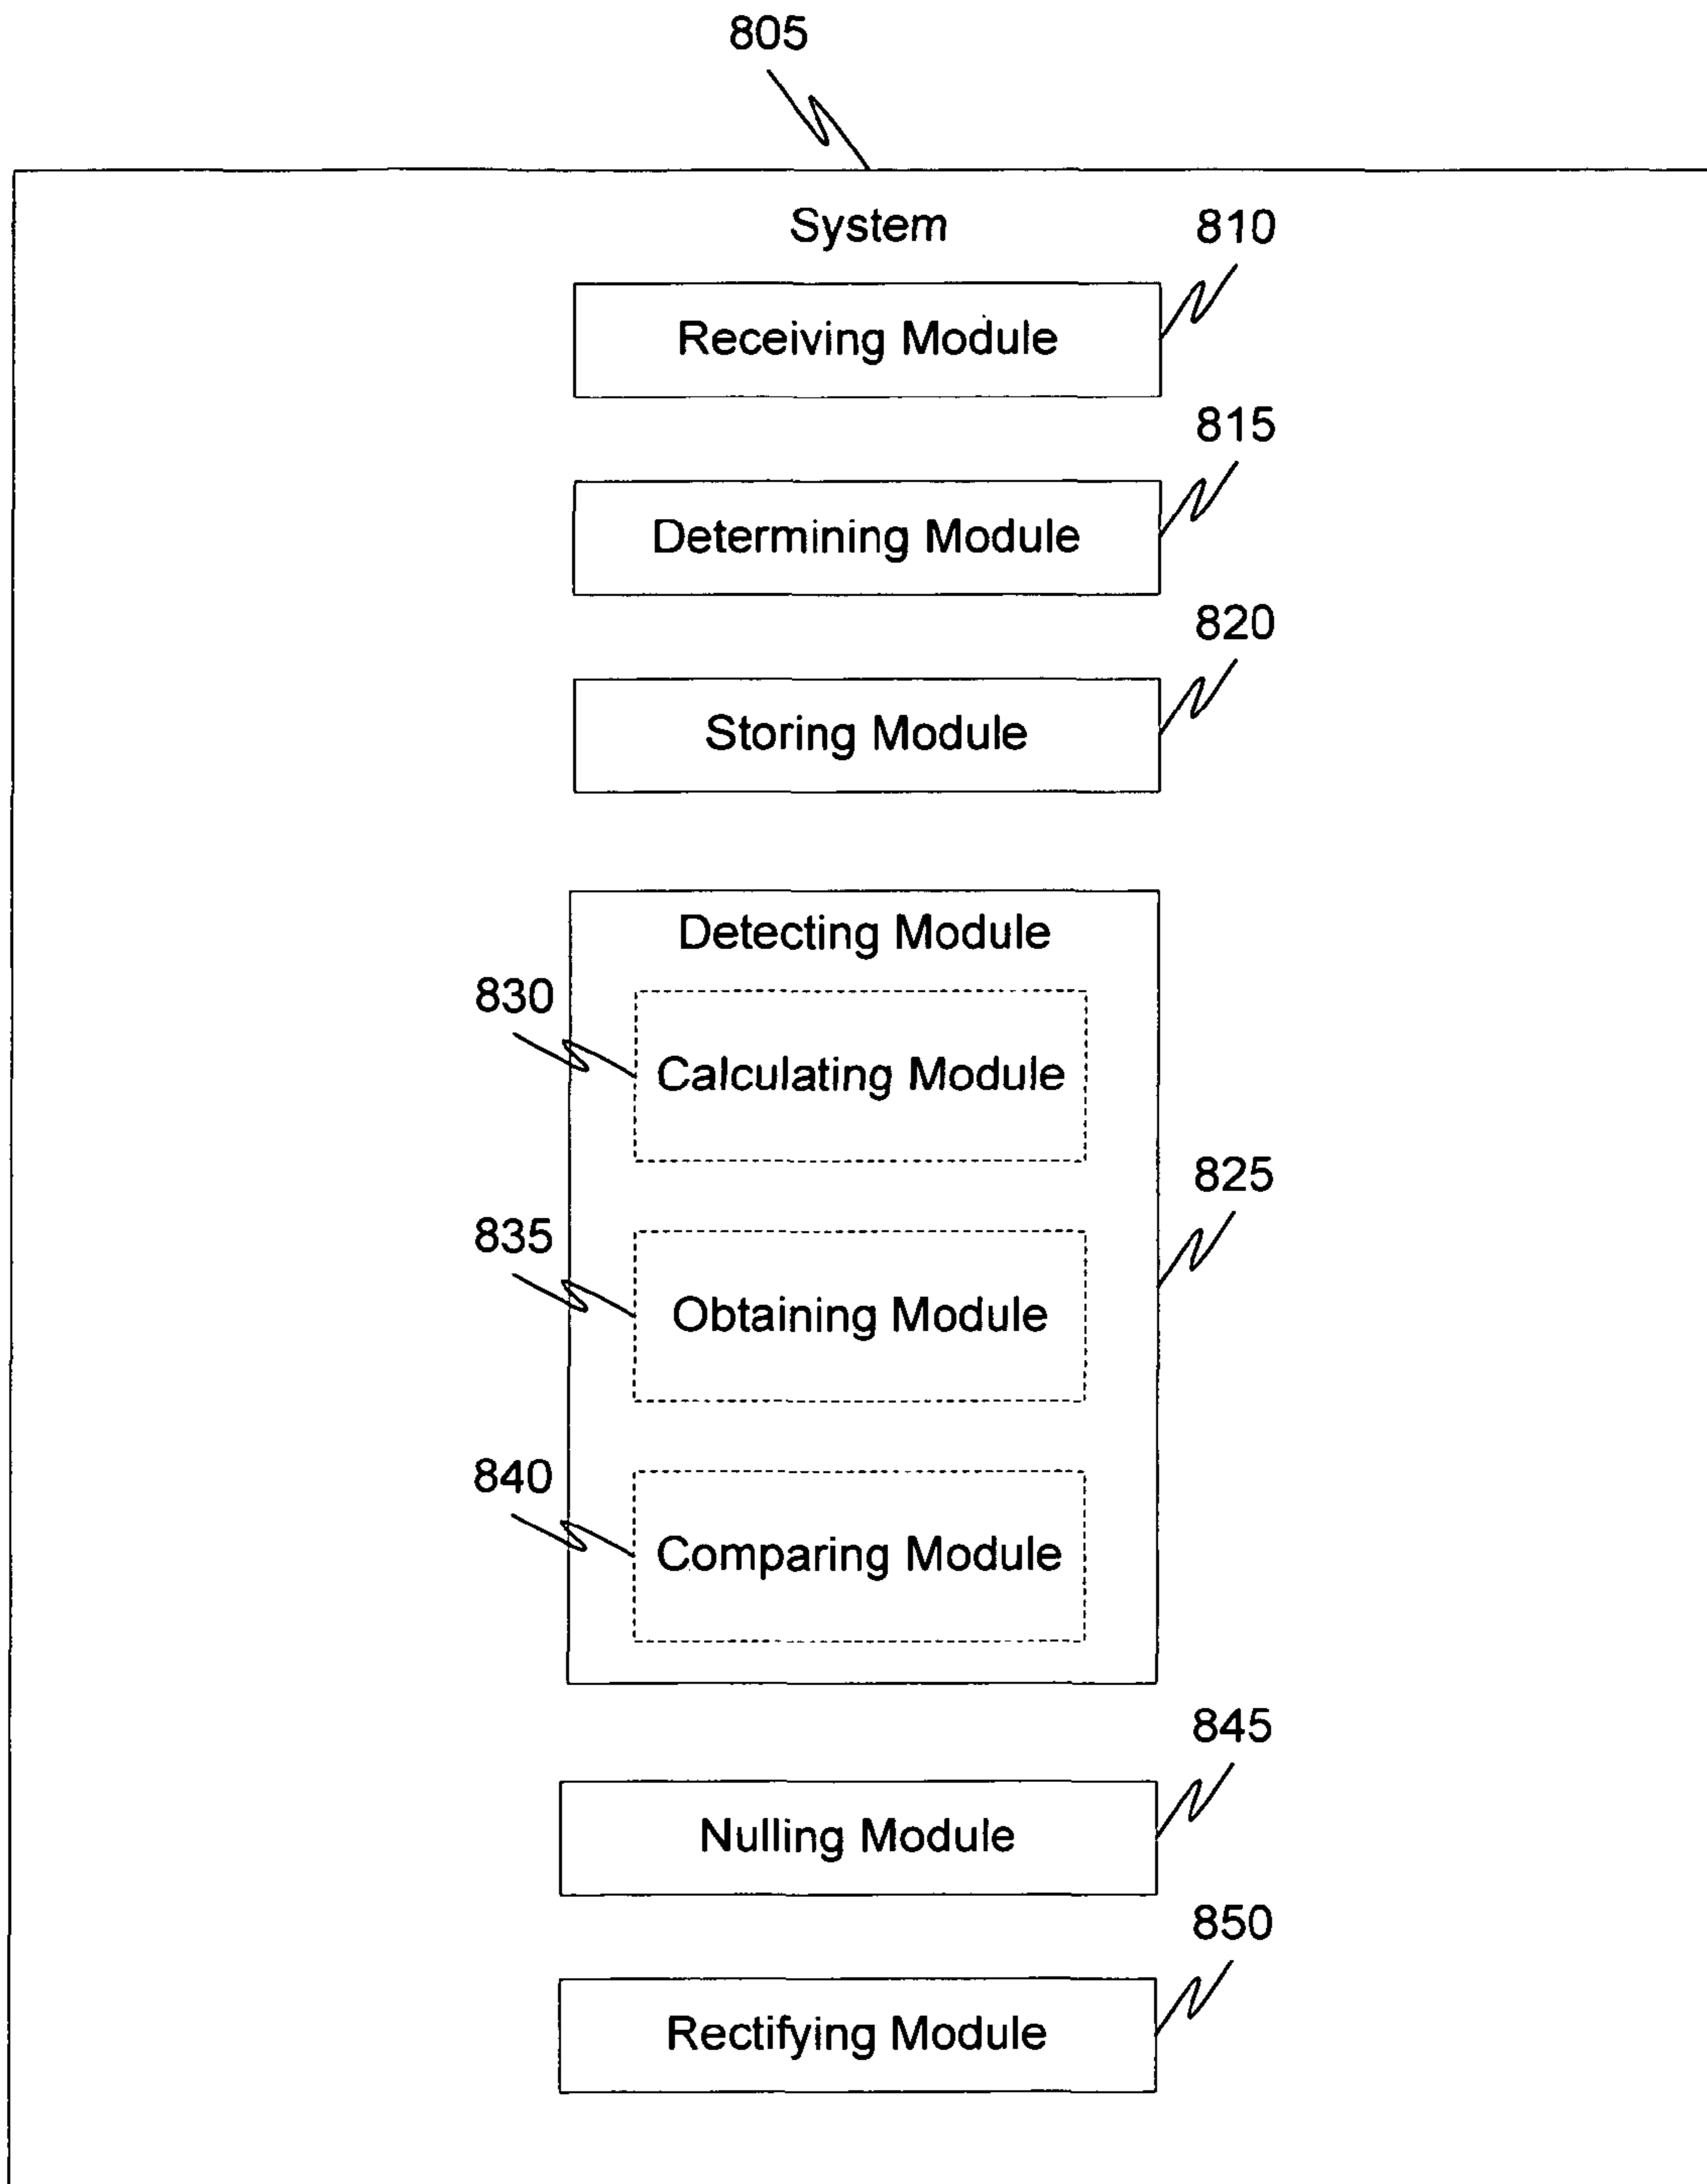 805
System
810
Receiving Module
815
Determining Module
820
Storing Module
Detecting Module
830
Calculating Module
825
835
Obtaining Module
840
Comparing Module
845
Nulling Module
850
Rectifying Module